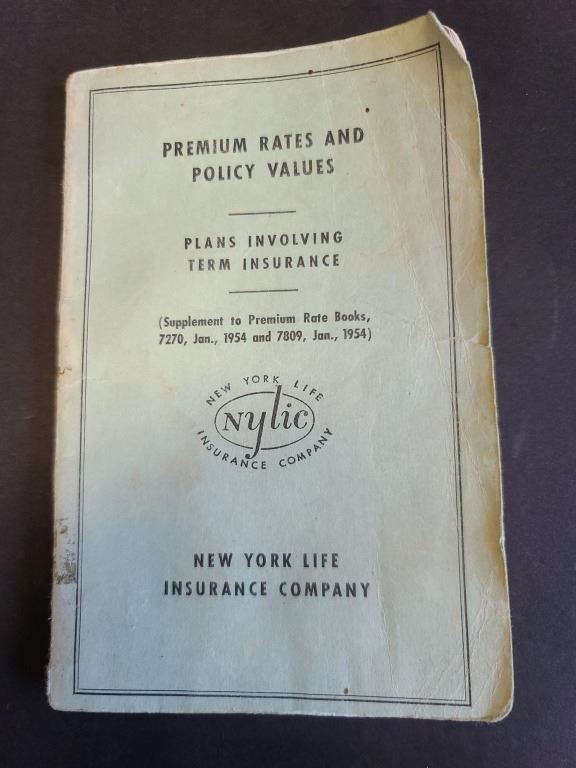 PREMIUM RATES AND
POLICY VALUES
PLANS INVOLVING
TERM INSURANCE
(Supplement to Premium Rate Books,
7270, Jan., 1954 and 7809, Jan., 1954)
NEW YORK LIFE
Nylic
INSURANCE COMPANY
NEW YORK LIFE
INSURANCE COMPANY